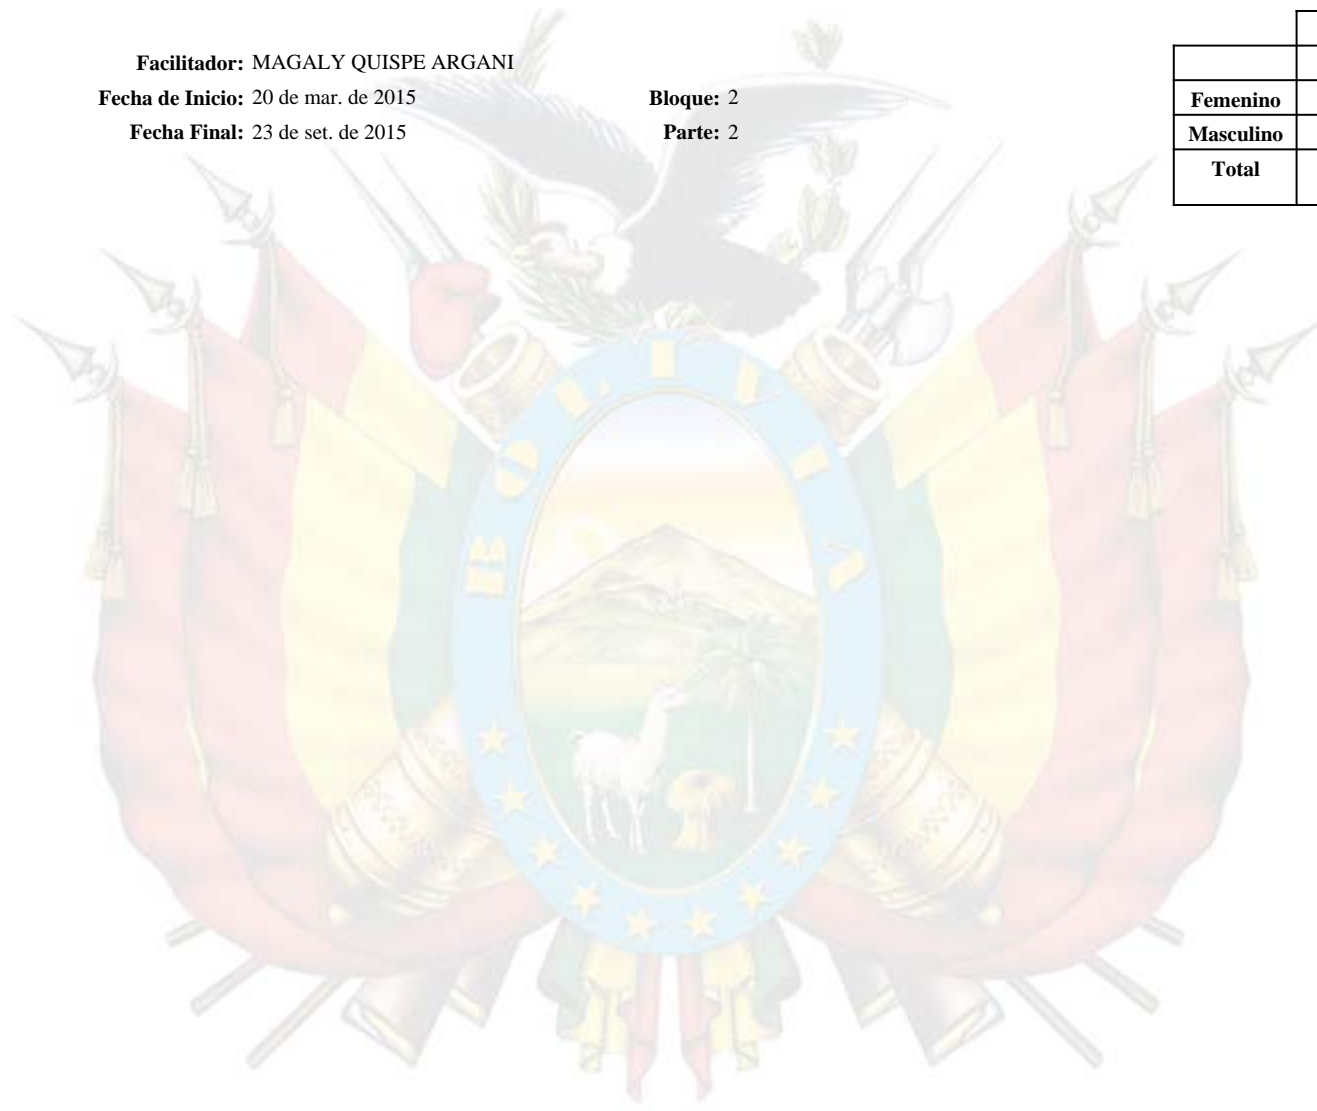 Facilitador: MAGALY QUISPE ARGANI
Fecha de Inicio: 20 de mar. de 2015 Bloque: 2
Fecha Final: 23 de set. de 2015 Parte: 2
Femenino
Masculino
Total
BOLIVIA